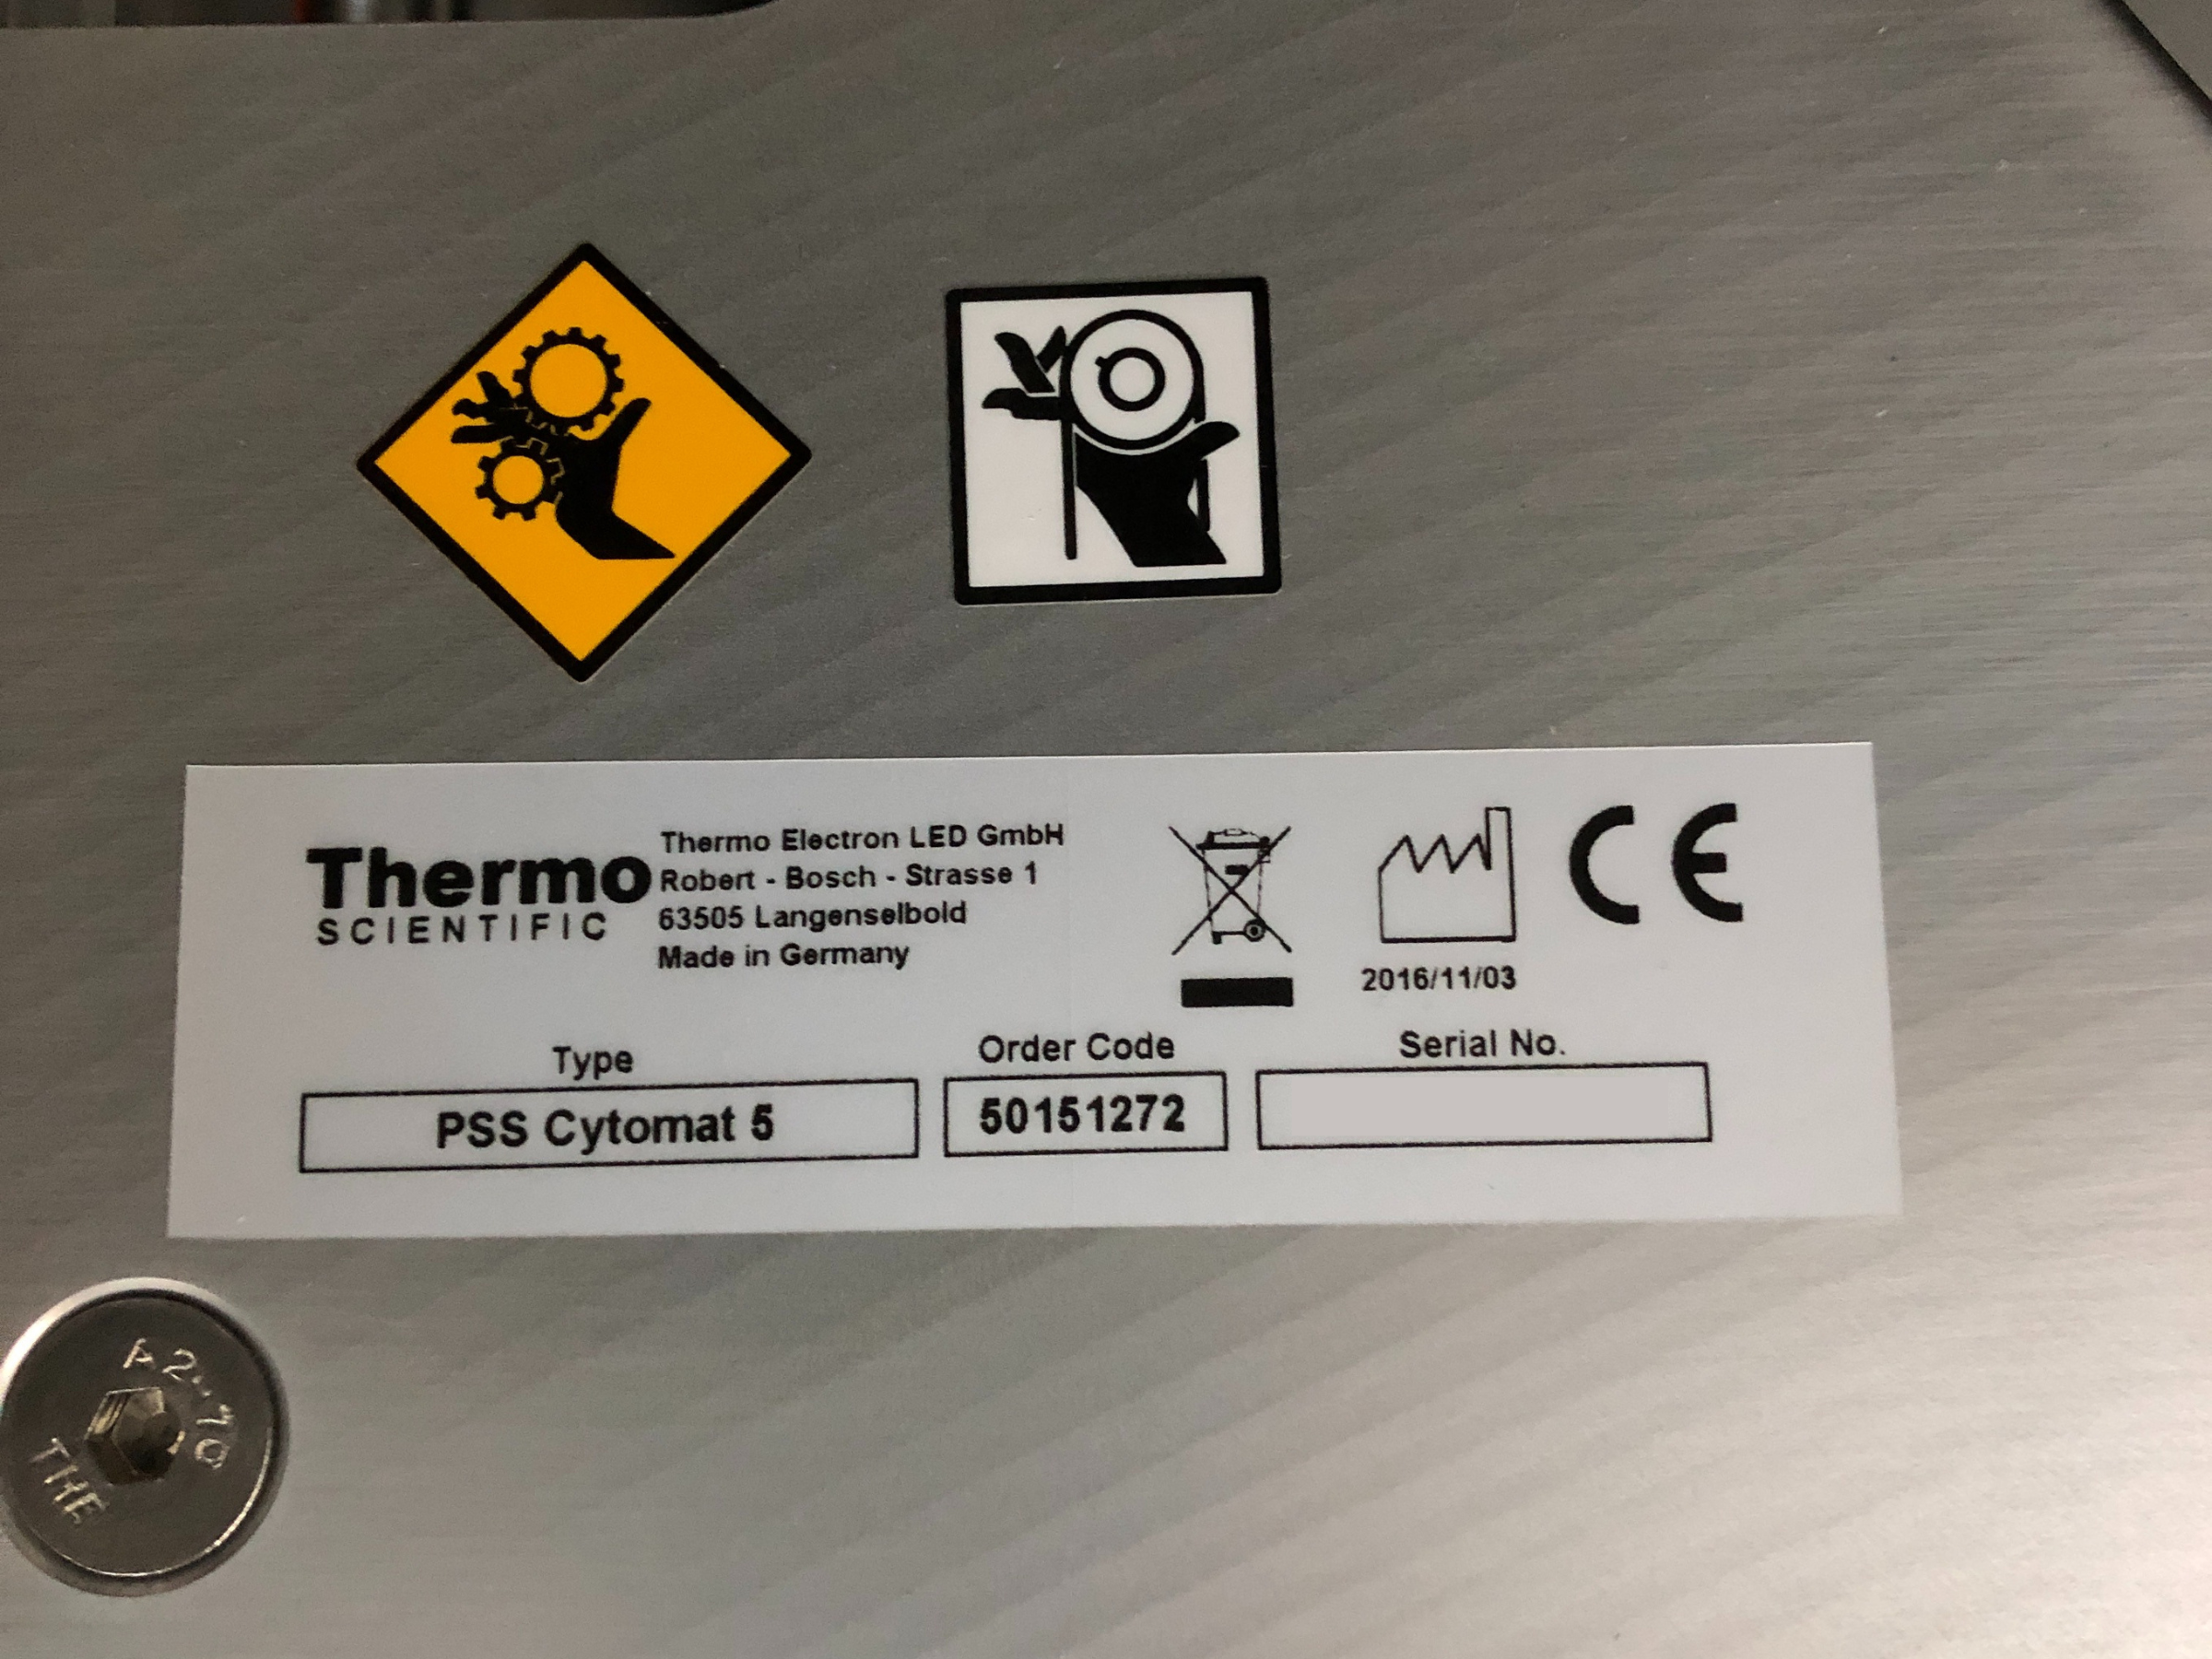 Thermo
SCIENTIFIC
Thermo Electron LED GmbH
Robert - Bosch - Strasse 1
63505 Langenselbold
Made in Germany
CE
2016/11/03
Type
PSS Cytomat 5
Order Code
50151272
Serial No.
A2-70
THE